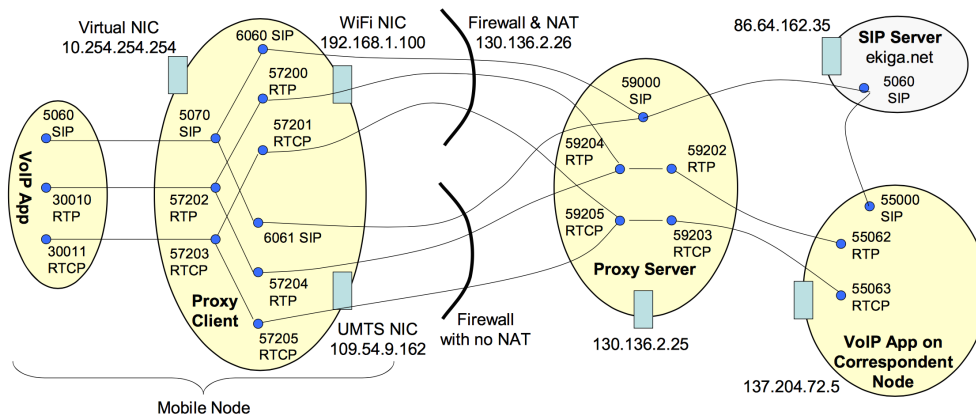 Virtual NIC
10.254.254.254
WiFi NIC
192.168.1.100
Firewall & NAT
130.136.2.26
86.64.162.35
SIP Server
ekiga.net
5060
SIP
6060 SIP
57200
RTP
57201
RTCP
5060
SIP
5070
SIP
VoIP App
30010
RTP
30011
RTCP
57202
RTP
57203
RTCP
6061 SIP
57204
RTP
57205
RTCP
Proxy
Client
UMTS NIC
109.54.9.162
Firewall
with no NAT
Mobile Node
59000
SIP
59204
RTP
59202
RTP
59205
RTCP
59203
RTCP
Proxy Server
130.136.2.25
55000
SIP
55062
RTP
55063
RTCP
VoIP App on
Correspondent
Node
137.204.72.5